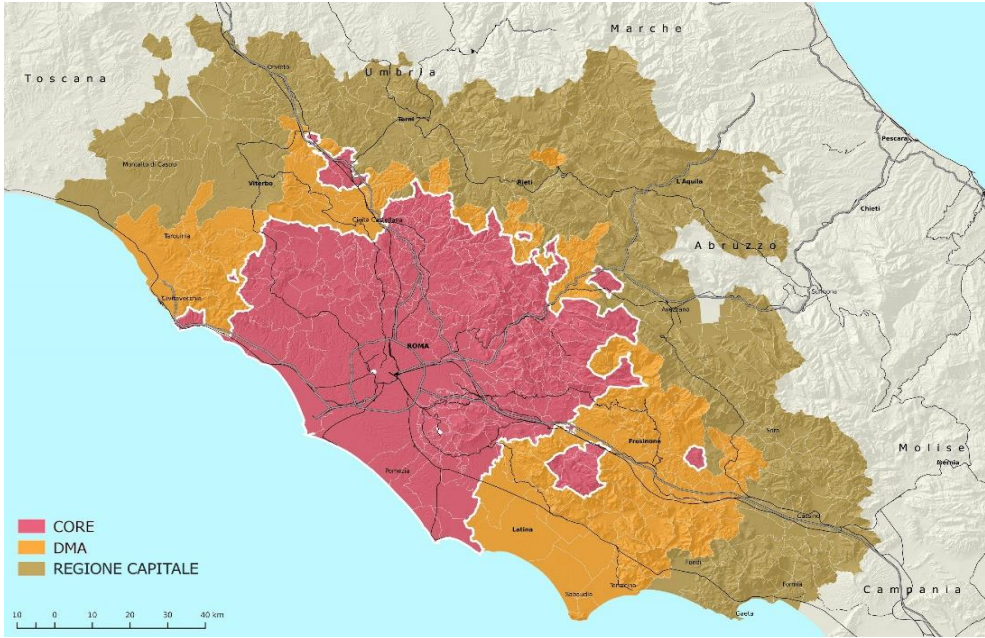 Marche
Toscana
Umbria
Orvieto
Terni
Pescara
Montalto di Castro
Viterbo
Rieti
L'Aquila
Chieti
Civita Castellana
Tarquinia
Abruzzo
Sulmona
Civitavecchia
Avezzano
ROMA
Sora
Frosinone
Molise
Isernia
Pomezia
Cassino
Latina
Fondi
Formia
Campania
Terracina
Sabaudia
Gaeta
CORE
DMA
REGIONE CAPITALE
10 0 10 20 30 40 km